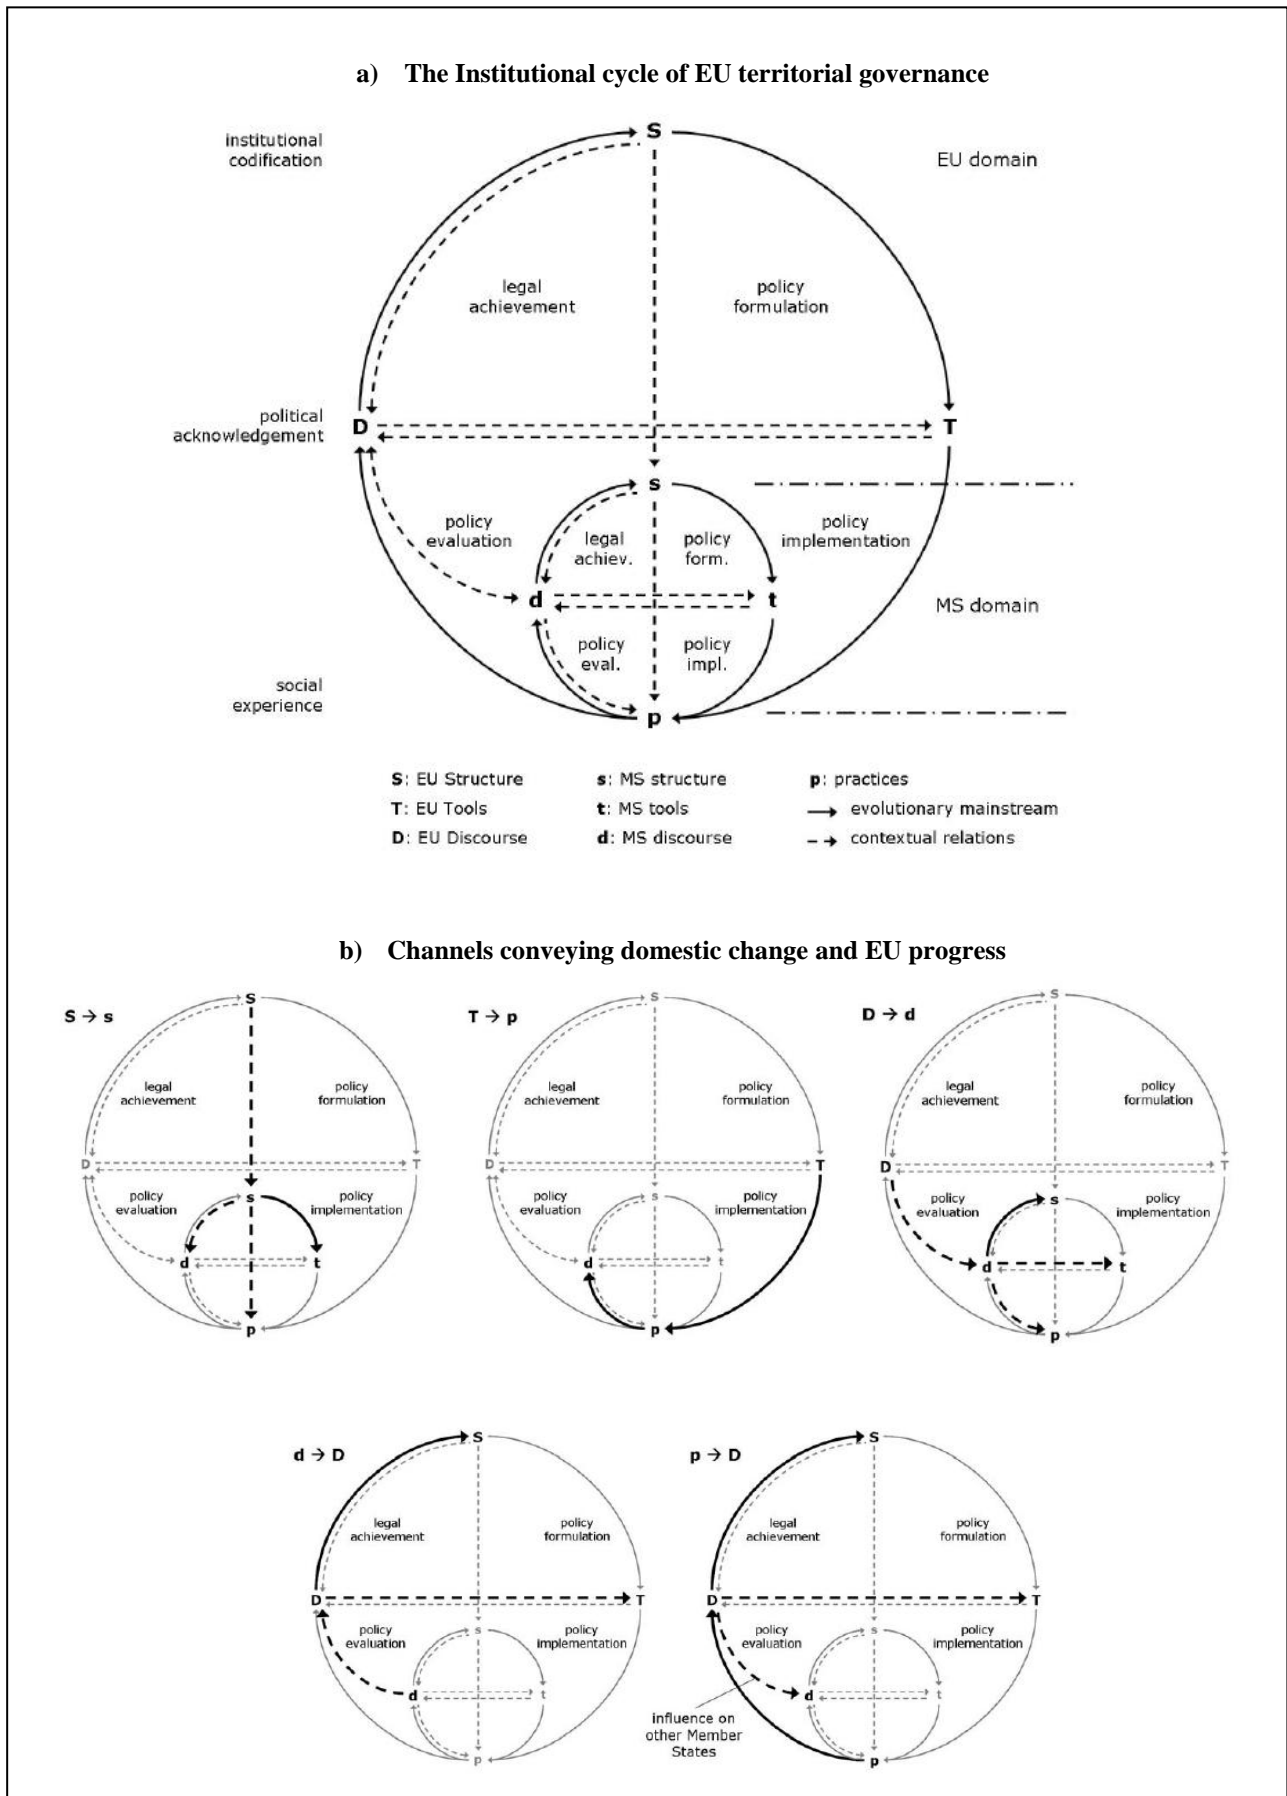 a) The Institutional cycle of EU territorial governance
institutional
codification
S
EU domain
legal
achievement
policy
formulation
political
acknowledgement
D
T
s
policy
evaluation
legal
achiev.
policy
form.
policy
implementation
d
t
MS domain
policy
eval.
policy
impl.
social
experience
p
S: EU Structure
s: MS structure
p: practices
T: EU Tools
t: MS tools
evolutionary mainstream
D: EU Discourse
d: MS discourse
contextual relations
b) Channels conveying domestic change and EU progress
S → s
S
legal
achievement
policy
formulation
D
T
policy
evaluation
s
policy
implementation
d
t
p
T → p
S
legal
achievement
policy
formulation
D
T
policy
evaluation
s
policy
implementation
d
t
p
D → d
S
legal
achievement
policy
formulation
D
T
policy
evaluation
s
policy
implementation
d
t
p
d → D
S
legal
achievement
policy
formulation
D
T
policy
evaluation
s
policy
implementation
d
t
p
p → D
S
legal
achievement
policy
formulation
D
T
policy
evaluation
s
policy
implementation
d
t
influence on
other Member
States
p